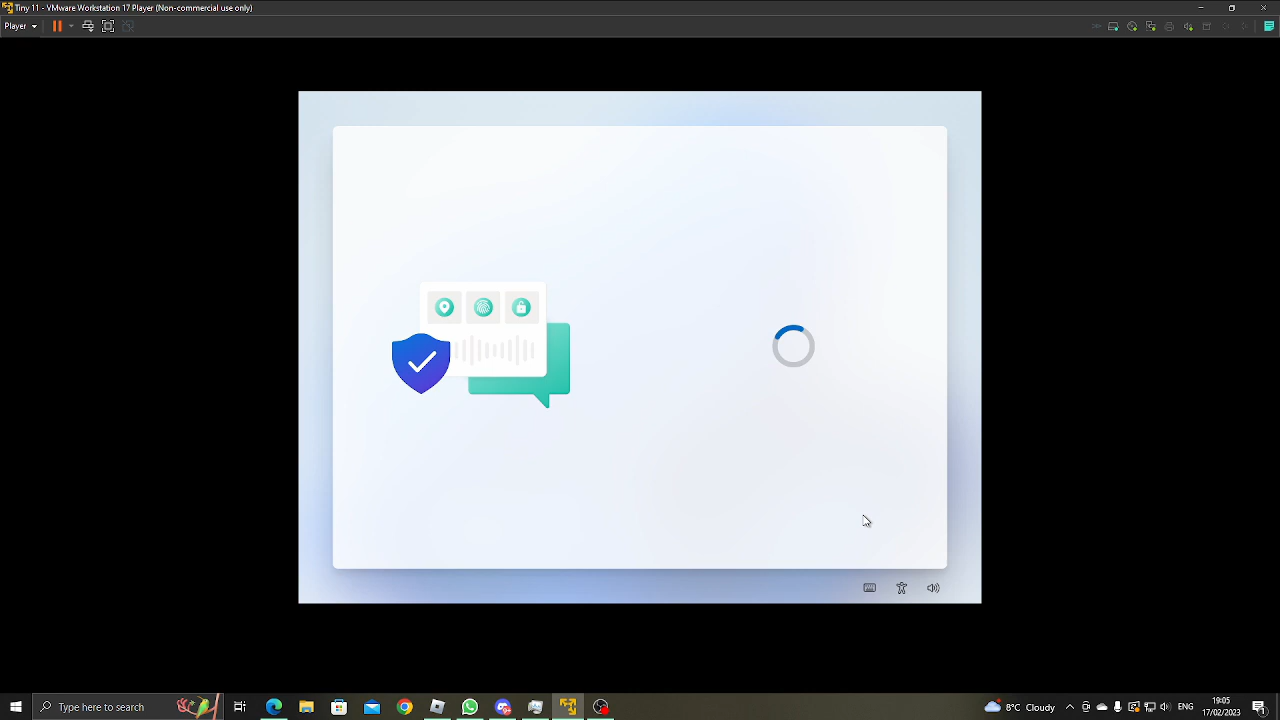 Tiny 11 - VMware Workstation 17 Player (Non-commercial use only)
Player
Type here to search
8°C Cloudy
ENG
19:05
17/02/2023